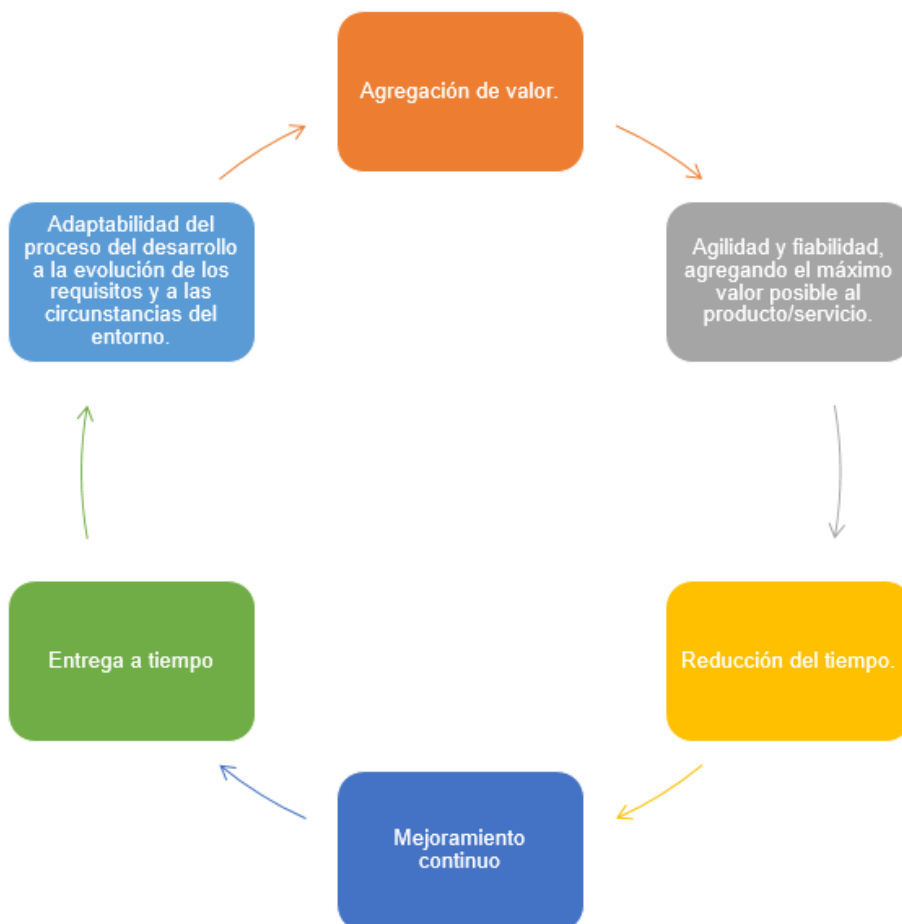 Agregación de valor.
Agilidad y fiabilidad,
agregando el máximo
valor posible al
producto/servicio.
Reducción del tiempo.
Mejoramiento
continuo
Entrega a tiempo
Adaptabilidad del
proceso del desarrollo
a la evolución de los
requisitos y a las
circunstancias del
entorno.